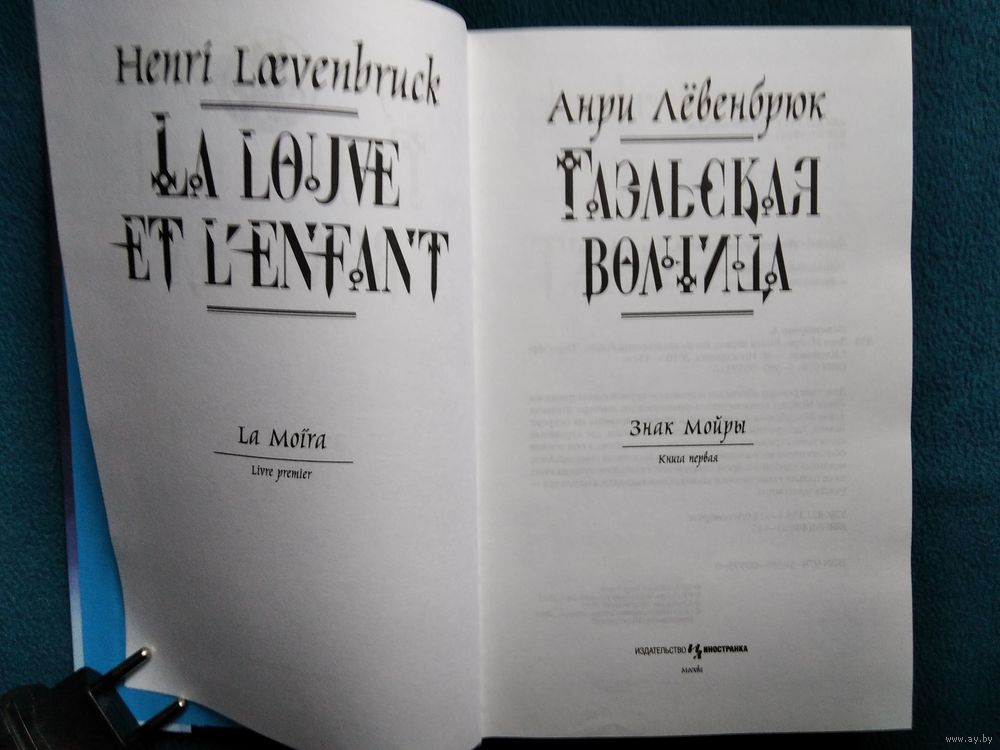 Henri Lœvenbruck
LA LOUVE
ET L'ENFANT
La Moïra
Livre premier
Анри Лёвенбрюк
ГАЭЛЬСКАЯ
ВОЛЧИЦА
Знак Мойры
Книга первая
ИЗДАТЕЛЬСТВО ИНОСТРАНКА
Москва
www.ay.by